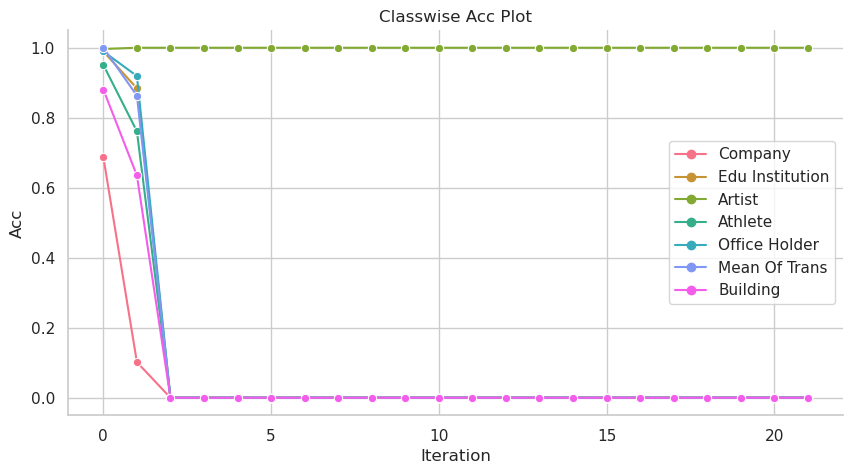 Classwise Acc Plot
1.0
0.8
0.6
0.4
0.2
0.0
Acc
Company
Edu Institution
Artist
Athlete
Office Holder
Mean Of Trans
Building
0 5 10 15 20
Iteration